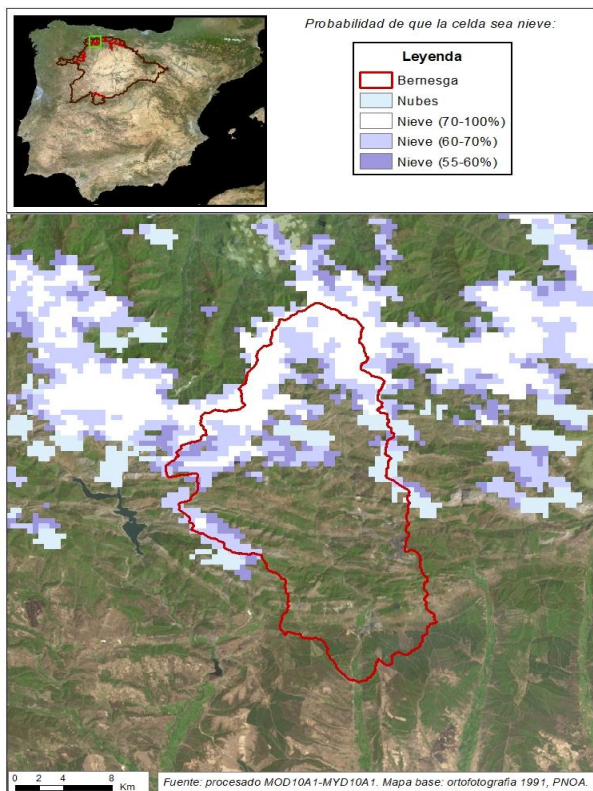 Probabilidad de que la celda sea nieve:
Leyenda
Bernesga
Nubes
Nieve (70-100%)
Nieve (60-70%)
Nieve (55-60%)
0 2 4 8
Km
Fuente: procesado MOD10A1-MYD10A1. Mapa base: ortofotografia 1991, PNOA.